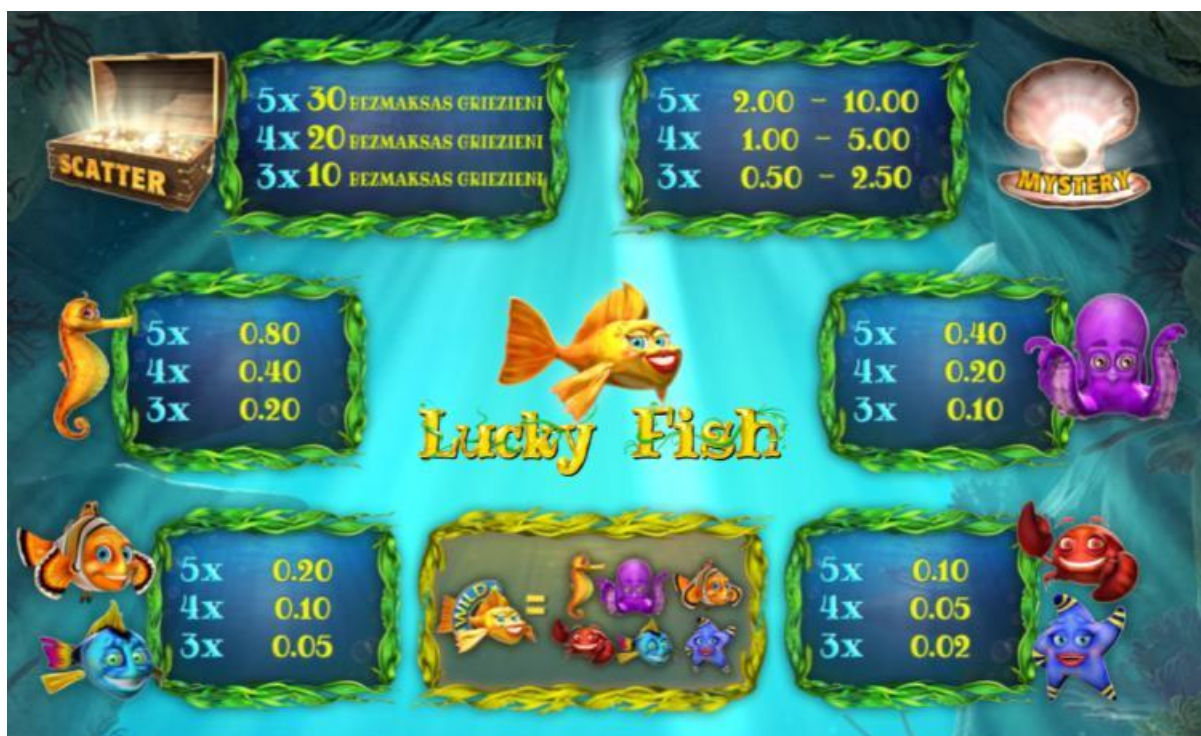 SCATTER
5x 30 BEZMAKSAS GRIEZIENI
4x 20 BEZMAKSAS GRIEZIENI
3x 10 BEZMAKSAS GRIEZIENI
5x 2.00 - 10.00
4x 1.00 - 5.00
3x 0.50 - 2.50
MYSTERY
5x 0.80
4x 0.40
3x 0.20
Lucky Fish
5x 0.40
4x 0.20
3x 0.10
5x 0.20
4x 0.10
3x 0.05
WILD =
5x 0.10
4x 0.05
3x 0.02